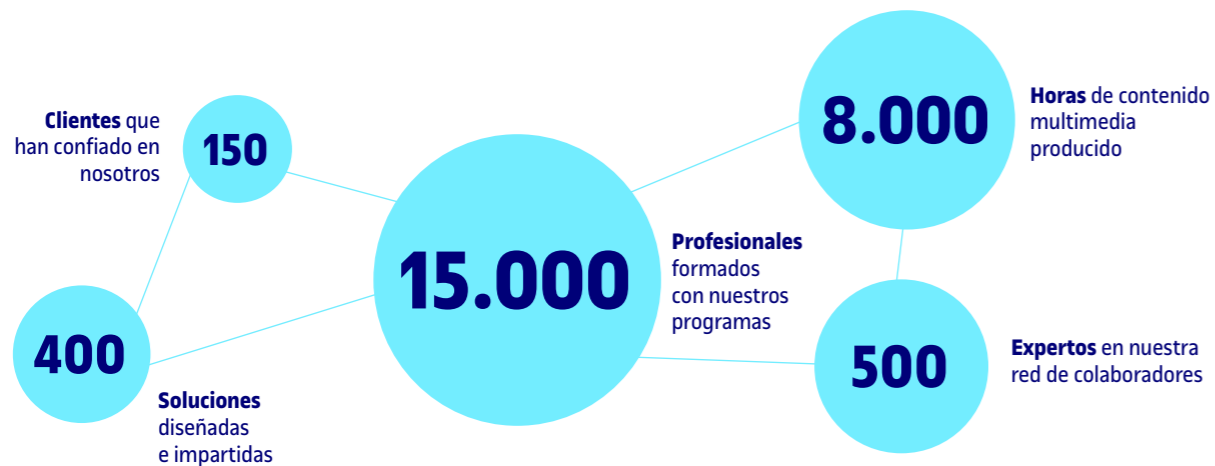 Clientes que
han confiado en
nosotros
150
400
Soluciones
diseñadas
e impartidas
15.000
Profesionales
formados
con nuestros
programas
8.000
Horas de contenido
multimedia
producido
500
Expertos en nuestra
red de colaboradores